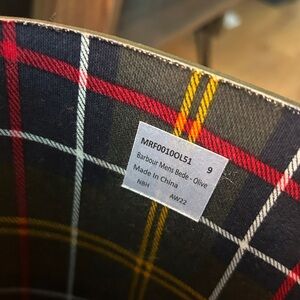 MRF0010OL51 9
Barbour Mens Bede - Olive
Made In China
NBH AW22